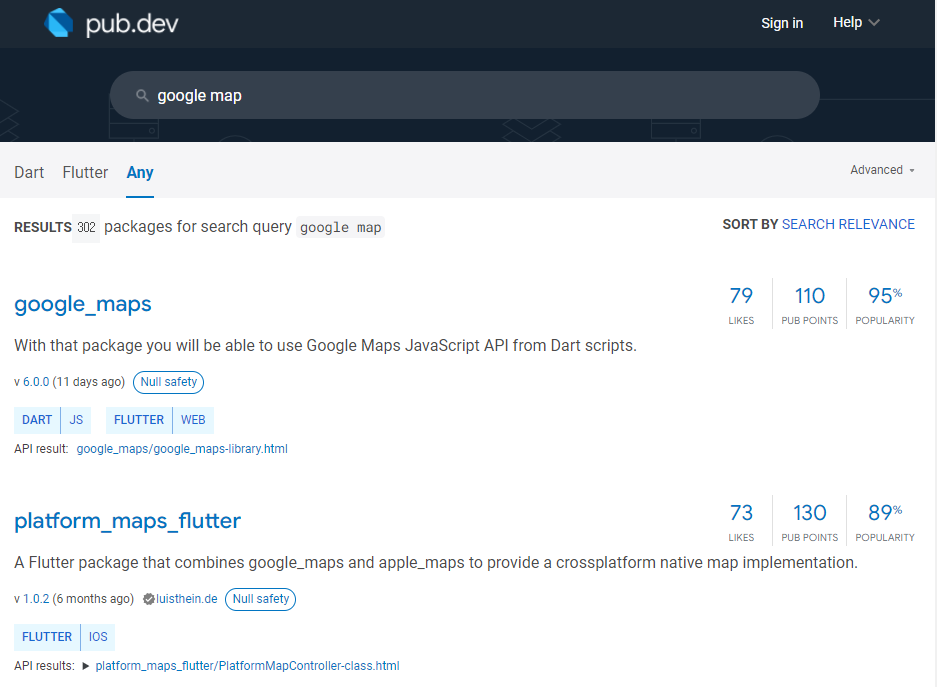 pub.dev
Sign in Help
google map
Dart Flutter Any Advanced
RESULTS 302 packages for search query google map SORT BY SEARCH RELEVANCE
google_maps
79 110 95%
LIKES PUB POINTS POPULARITY
With that package you will be able to use Google Maps JavaScript API from Dart scripts.
v 6.0.0 (11 days ago) Null safety
DART JS FLUTTER WEB
API result: google_maps/google_maps-library.html
platform_maps_flutter
73 130 89%
LIKES PUB POINTS POPULARITY
A Flutter package that combines google_maps and apple_maps to provide a crossplatform native map implementation.
v 1.0.2 (6 months ago) luisthein.de Null safety
FLUTTER IOS
API results: ▶ platform_maps_flutter/PlatformMapController-class.html